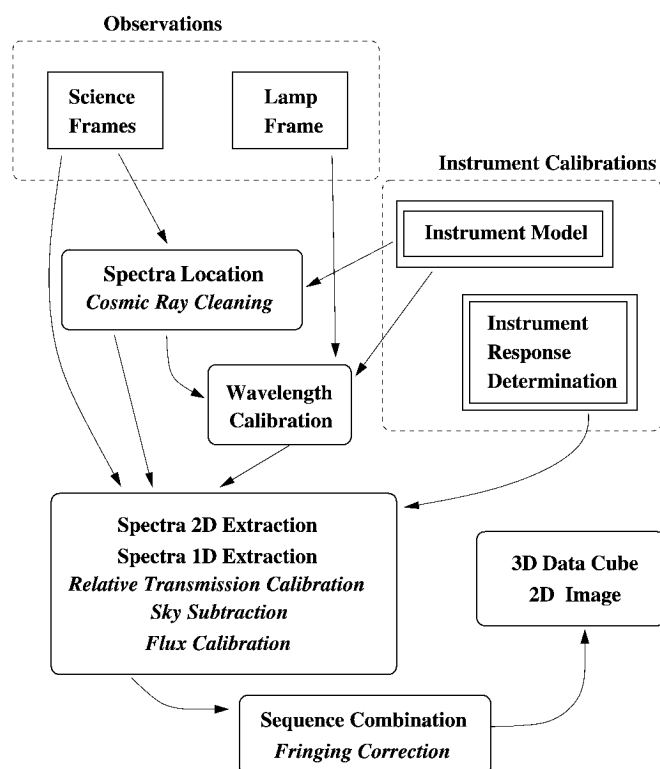 Observations
Science
Frames
Lamp
Frame
Instrument Calibrations
Instrument Model
Spectra Location
Cosmic Ray Cleaning
Instrument
Response
Determination
Wavelength
Calibration
Spectra 2D Extraction
Spectra 1D Extraction
Relative Transmission Calibration
Sky Subtraction
Flux Calibration
3D Data Cube
2D Image
Sequence Combination
Fringing Correction